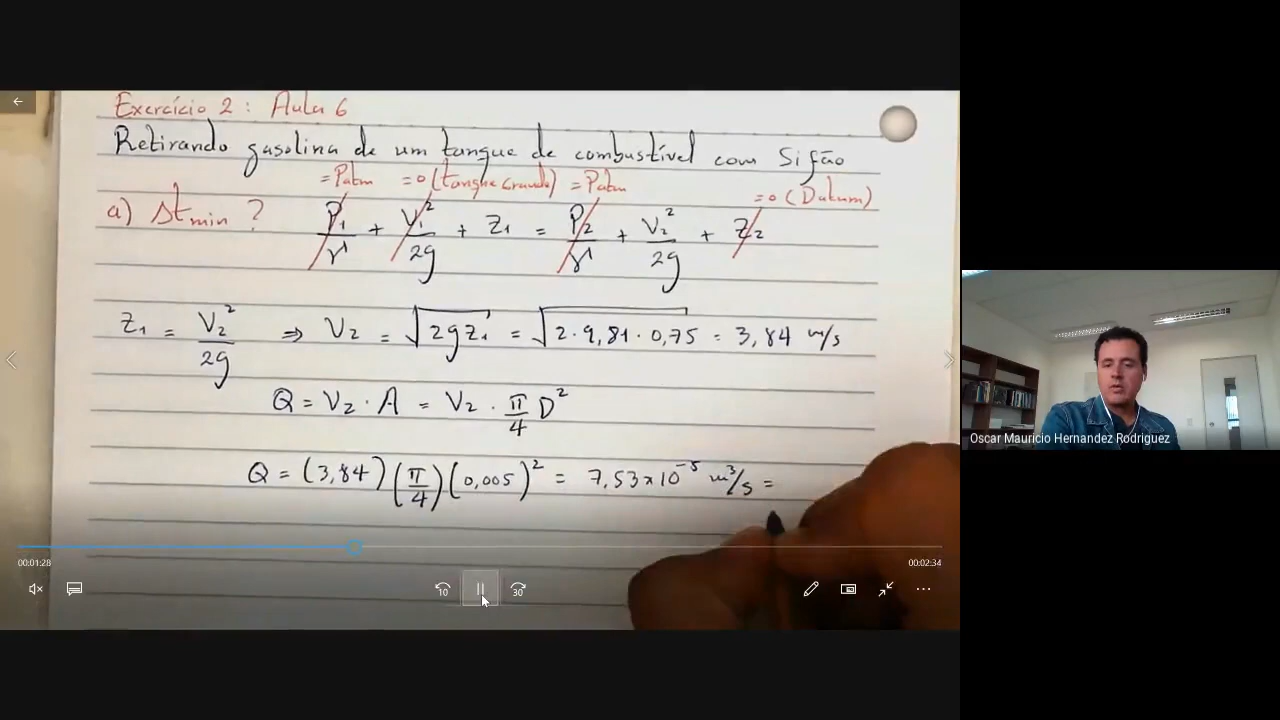 Exercício 2 : Aula 6
Retirando gasolina de um tanque de combustível com Sifão
=Patm =0 (tanque Grande) =Patm =0 (Datum)
a) Δt min ? P1/γ + V1²/2g + Z1 = P2/γ + V2²/2g + Z2
Z1 = V2²/2g ⇒ V2 = √2gZ1 = √2·9,81·0,75 = 3,84 m/s
Q = V2 · A = V2 · π/4 D²
Q = (3,84)(π/4)(0,005)² = 7,53x10⁻⁵ m³/s =
Oscar Mauricio Hernandez Rodriguez
00:01:28
00:02:34
10
30